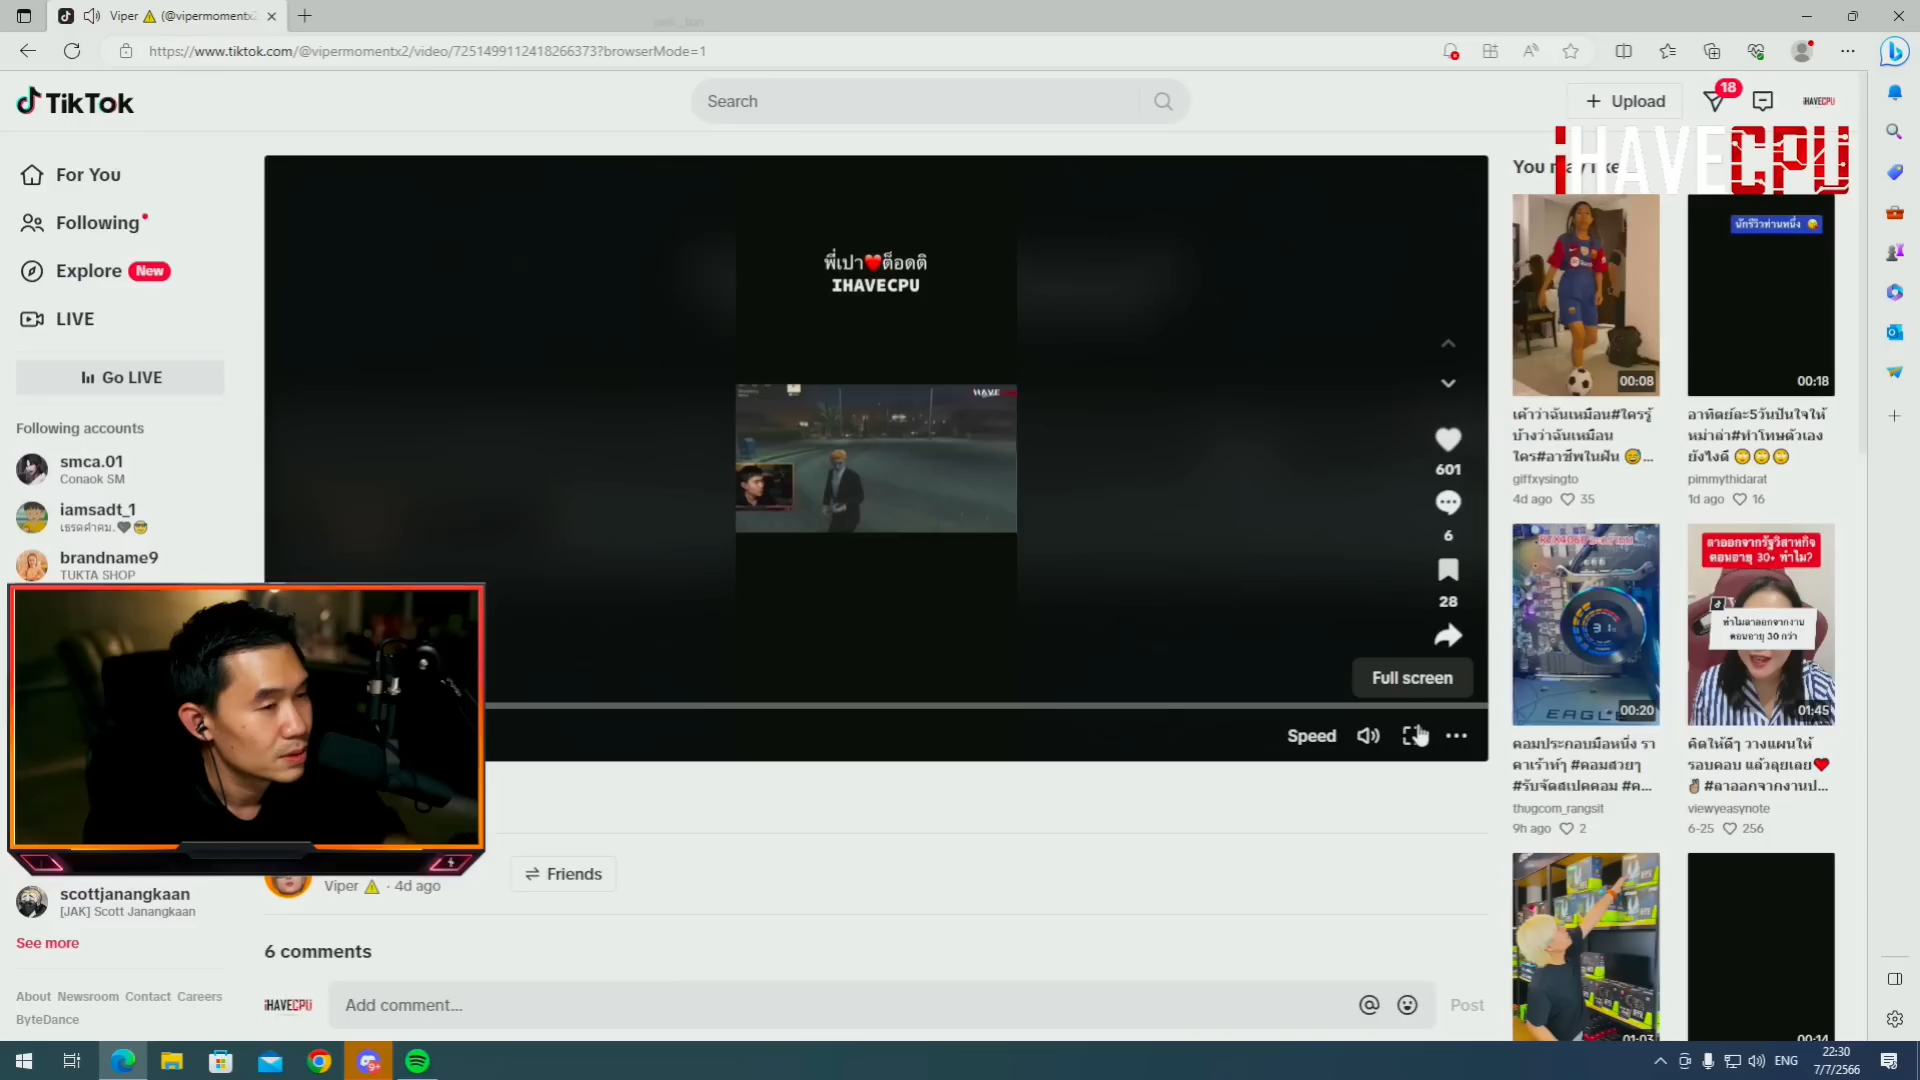 Viper ⚠ (@vipermomentx2
https://www.tiktok.com/@vipermomentx2/video/7251499112418266373?browserMode=1
TikTok
Search
Upload
18
iHAVECPU
iHAVECPU
For You
Following
Explore New
LIVE
Go LIVE
Following accounts
smca.01
Conaok SM
iamsadt_1
เธรดคำคม.🖤😎
brandname9
TUKTA SHOP
scottjanangkaan
[JAK] Scott Janangkaan
See more
About Newsroom Contact Careers
ByteDance
พี่เปา❤️ต็อดติ
IHAVECPU
601
6
28
Full screen
Speed
Viper ⚠ · 4d ago
Friends
6 comments
iHAVECPU
Add comment...
Post
You may like
00:08
เค้าว่าฉันเหมือน#ใครรู้
บ้างว่าฉันเหมือน
ใคร#อาชีพในฝัน 😅...
giffxysingto
4d ago 35
นักรีวิวท่านหนึ่ง
00:18
อาทิตย์ละ5วันปันใจให้
หม่าล่า#ทำโทษตัวเอง
ยังไงดี 🙄🙄🙄
pimmythidarat
1d ago 16
31
EAGLE
00:20
คอมประกอบมือหนึ่ง รา
คาเร้าท์ๆ #คอมสวยๆ
#รับจัดสเปคคอม #ค...
thugcom_rangsit
9h ago 2
ลาออกจากรัฐวิสาหกิจ
ตอนอายุ 30+ ทำไม?
ทำไมลาออกจากงาน
ตอนอายุ 30 กว่า
01:45
คิดให้ดีๆ วางแผนให้
รอบคอบ แล้วลุยเลย❤️
✌🏽 #ลาออกจากงานป...
viewyeasynote
6-25 256
01:03
00:14
9+
ENG
22:30
7/7/2566